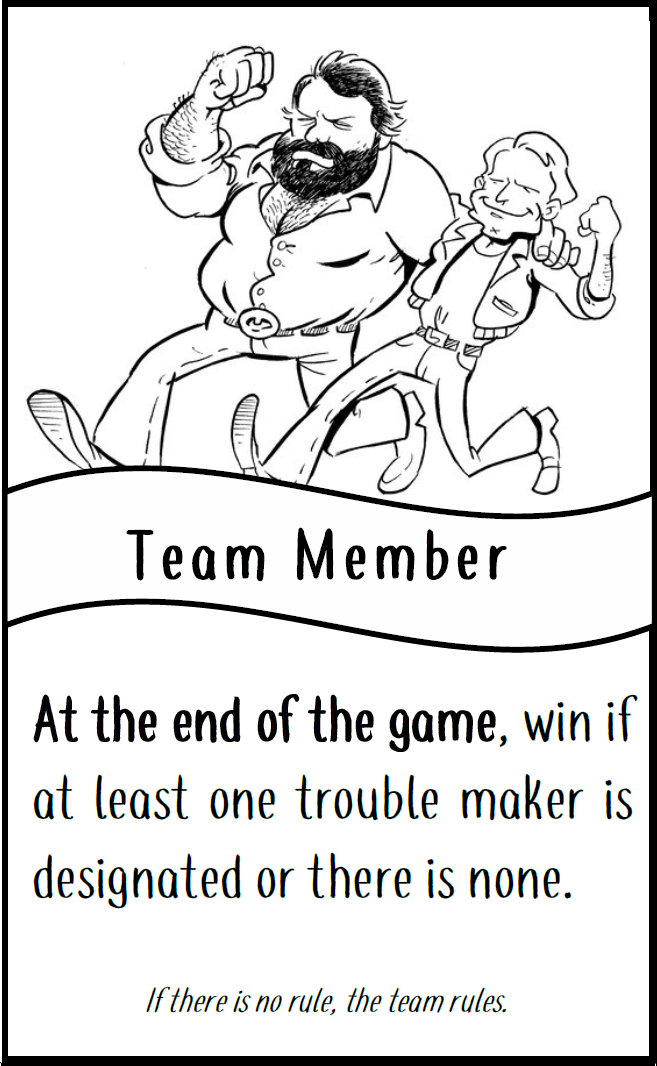 Team Member
At the end of the game, win if
at least one trouble maker is
designated or there is none.
If there is no rule, the team rules.